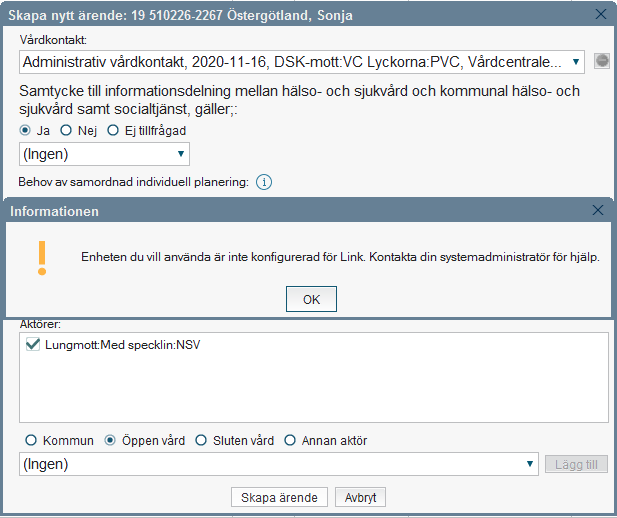 Skapa nytt ärende: 19 510226-2267 Östergötland, Sonja
Vårdkontakt:
Administrativ vårdkontakt, 2020-11-16, DSK-mott:VC Lyckorna:PVC, Vårdcentrale...
Samtycke till informationsdelning mellan hälso- och sjukvård och kommunal hälso- och
sjukvård samt socialtjänst, gäller;:
Ja Nej Ej tillfrågad
(Ingen)
Behov av samordnad individuell planering:
Informationen
Enheten du vill använda är inte konfigurerad för Link. Kontakta din systemadministratör för hjälp.
OK
Aktörer:
Lungmott:Med specklin:NSV
Kommun Öppen vård Sluten vård Annan aktör
(Ingen) Lägg till
Skapa ärende Avbryt